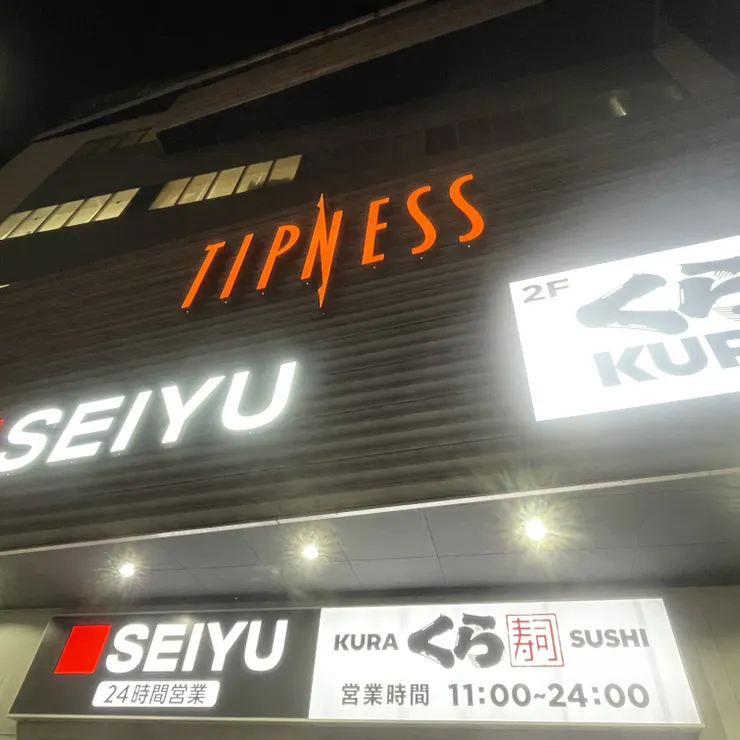 TIPNESS
2F
くら
KUR
SEIYU
SEIYU
24時間営業
KURA くら寿司 SUSHI
営業時間 11:00~24:00